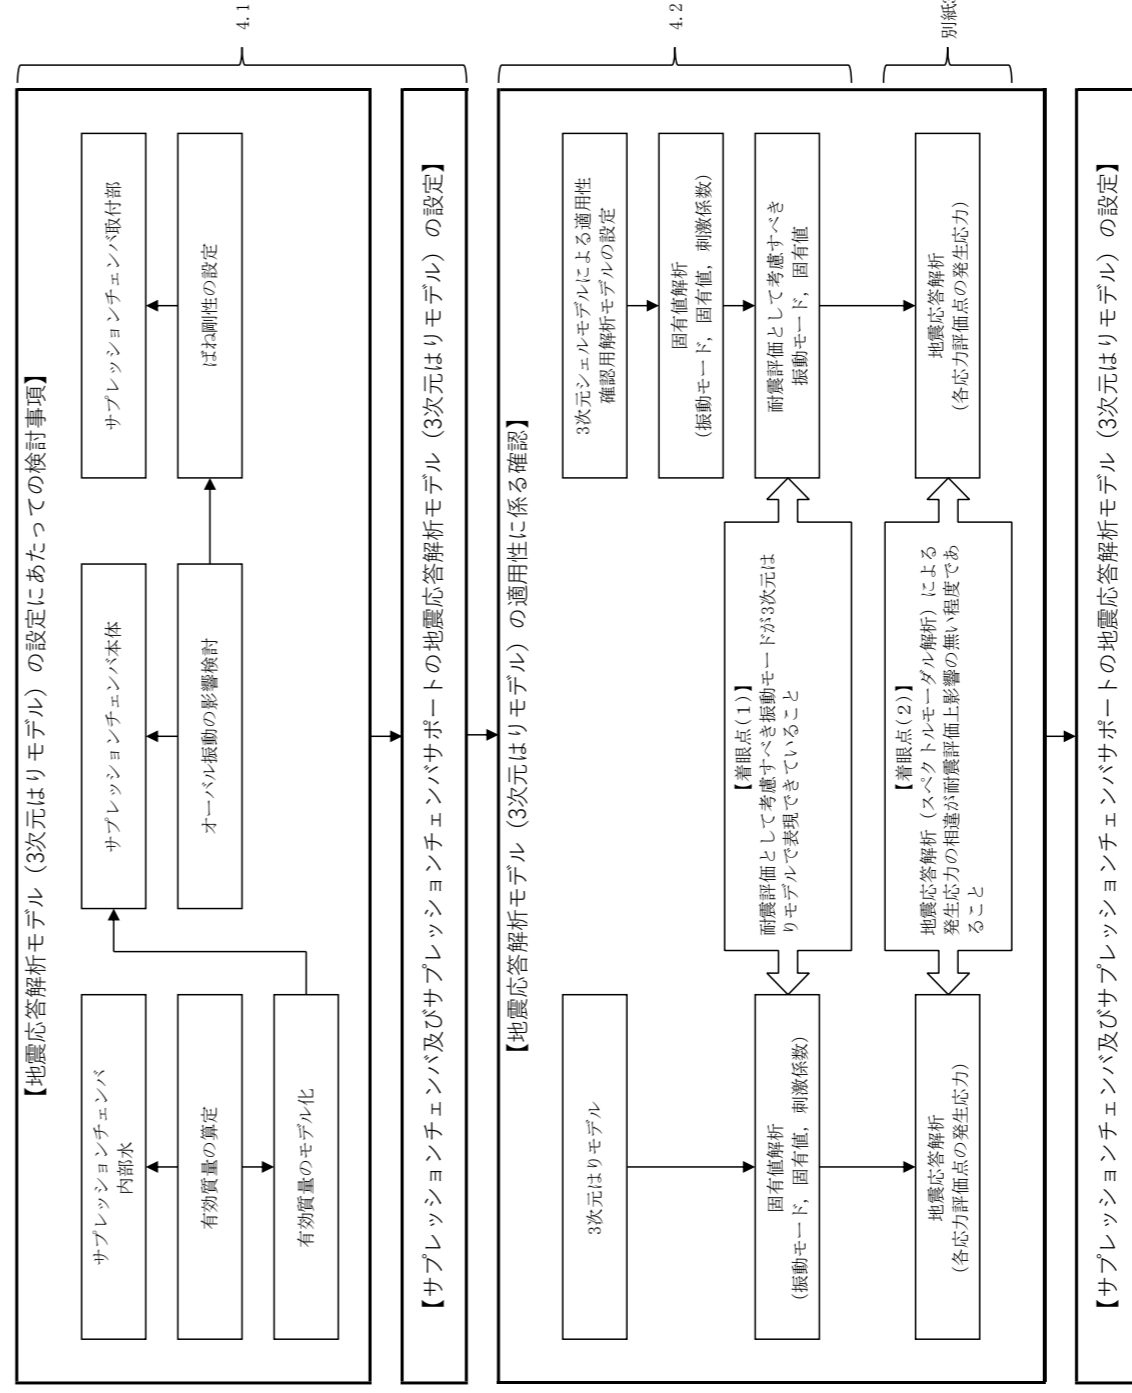 【地震応答解析モデル（3次元はりモデル）の設定にあたっての検討事項】
サプレッションチェンバ
内部水
有効質量の算定
有効質量のモデル化
サプレッションチェンバ本体
オーバル振動の影響検討
サプレッションチェンバ取付部
ばね剛性の設定
4.1
【サプレッションチェンバ及びサプレッションチェンバサポートの地震応答解析モデル（3次元はりモデル）の設定】
【地震応答解析モデル（3次元はりモデル）の適用性に係る確認】
3次元はりモデル
固有値解析
(振動モード，固有値，刺激係数)
地震応答解析
(各応力評価点の発生応力)
【着眼点(1)】
耐震評価として考慮すべき振動モードが3次元は
りモデルで表現できていること
【着眼点(2)】
地震応答解析（スペクトルモーダル解析）による
発生応力の相違が耐震評価上影響の無い程度であ
ること
3次元シェルモデルによる適用性
確認用解析モデルの設定
固有値解析
(振動モード，固有値，刺激係数)
耐震評価として考慮すべき
振動モード，固有値
地震応答解析
(各応力評価点の発生応力)
4.2
別紙
【サプレッションチェンバ及びサプレッションチェンバサポートの地震応答解析モデル（3次元はりモデル）の設定】